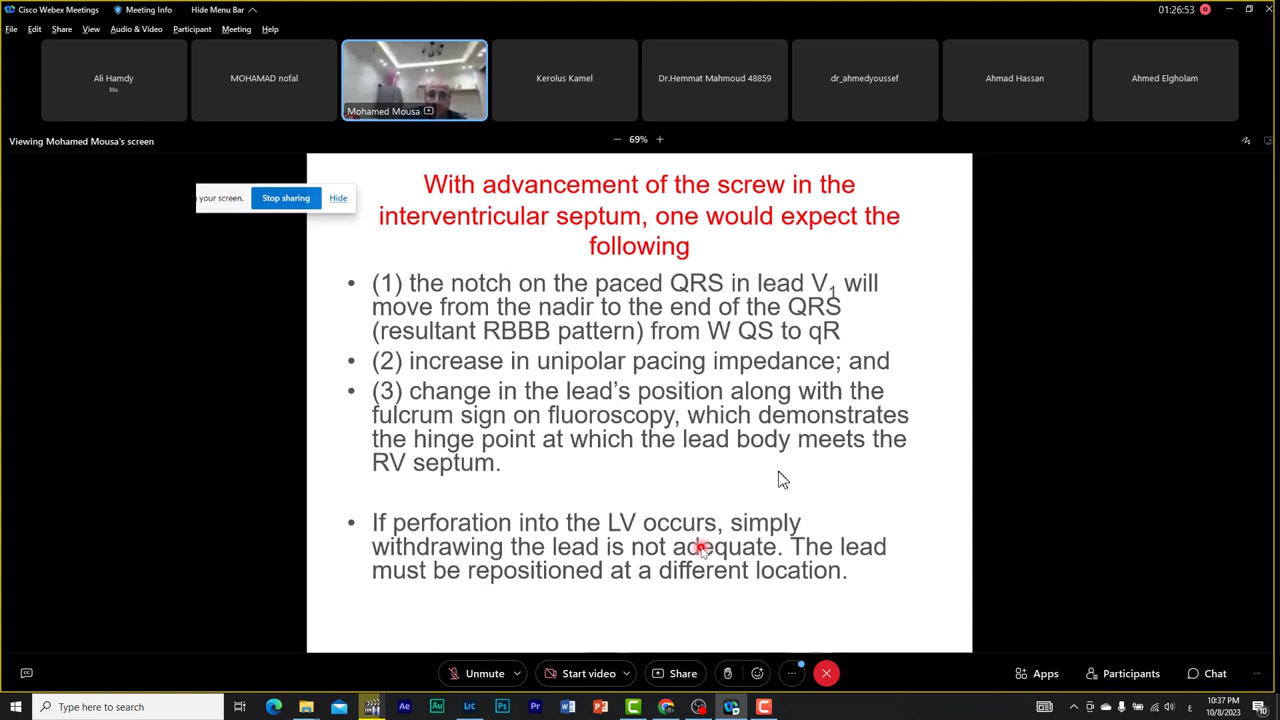 Cisco Webex Meetings Meeting Info Hide Menu Bar 01:26:53
File Edit Share View Audio & Video Participant Meeting Help
Ali Hamdy
Me
MOHAMAD nofal
Mohamed Mousa
Kerolus Kamel
Dr.Hemmat Mahmoud 48859
dr_ahmedyoussef
Ahmad Hassan
Ahmed Elgholam
Viewing Mohamed Mousa's screen
69%
your screen. Stop sharing Hide
With advancement of the screw in the
interventricular septum, one would expect the
following
• (1) the notch on the paced QRS in lead V1 will
move from the nadir to the end of the QRS
(resultant RBBB pattern) from W QS to qR
• (2) increase in unipolar pacing impedance; and
• (3) change in the lead’s position along with the
fulcrum sign on fluoroscopy, which demonstrates
the hinge point at which the lead body meets the
RV septum.
• If perforation into the LV occurs, simply
withdrawing the lead is not adequate. The lead
must be repositioned at a different location.
Unmute Start video Share Apps Participants Chat
Type here to search
Ae Au Lrc Ps Pr
10:37 PM
10/8/2023